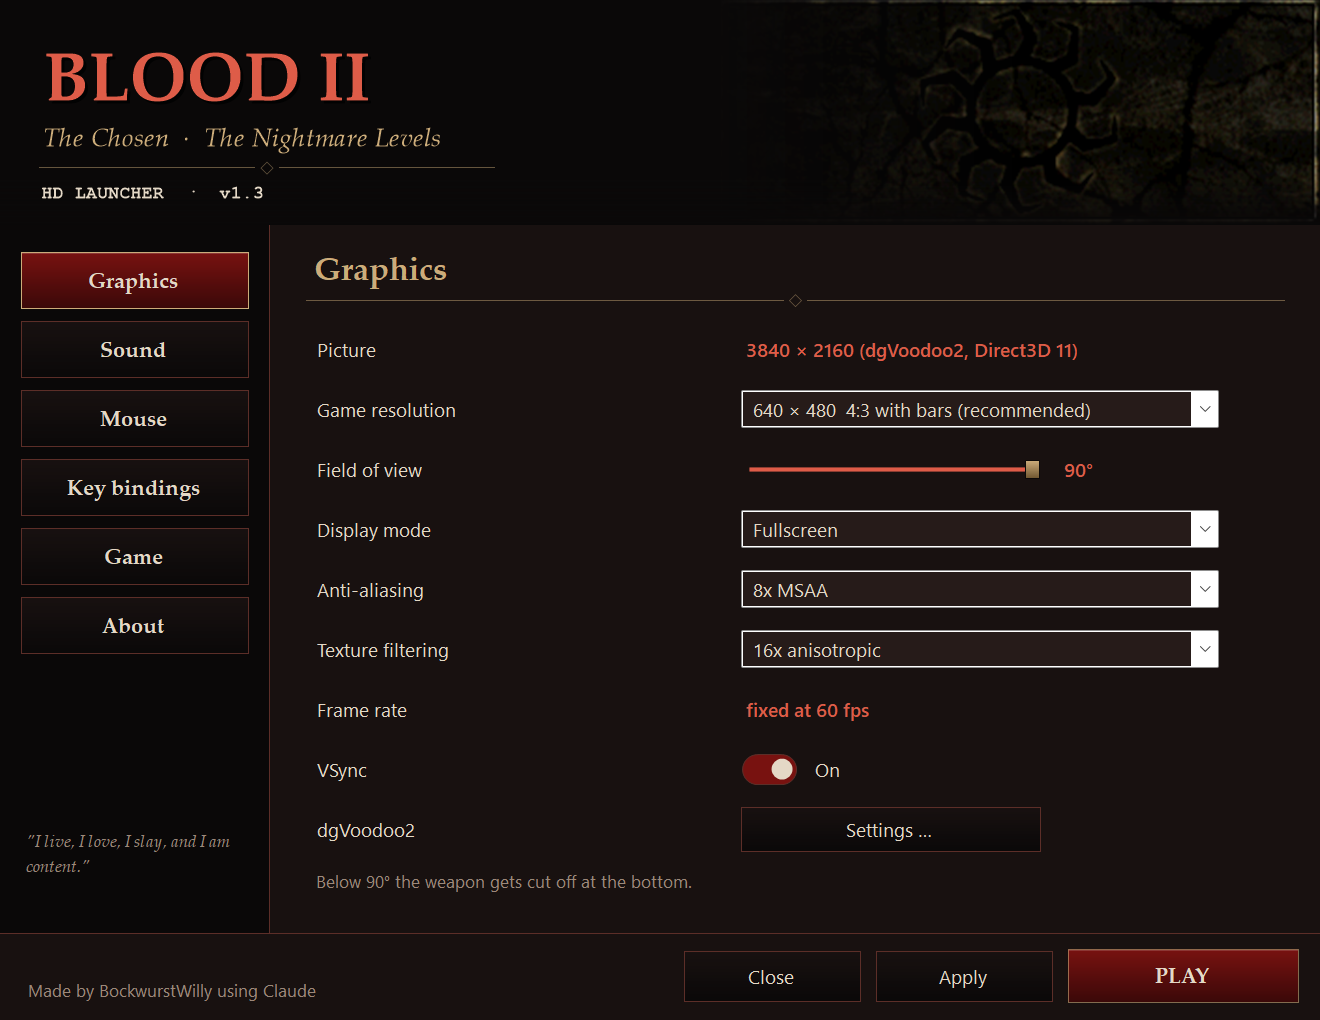 BLOOD II
The Chosen · The Nightmare Levels
HD LAUNCHER · v1.3
Graphics
Sound
Mouse
Key bindings
Game
About
"I live, I love, I slay, and I am
content."
Graphics
Picture
3840 × 2160 (dgVoodoo2, Direct3D 11)
Game resolution
640 × 480 4:3 with bars (recommended)
Field of view
90°
Display mode
Fullscreen
Anti-aliasing
8x MSAA
Texture filtering
16x anisotropic
Frame rate
fixed at 60 fps
VSync
On
dgVoodoo2
Settings ...
Below 90° the weapon gets cut off at the bottom.
Made by BockwurstWilly using Claude
Close
Apply
PLAY